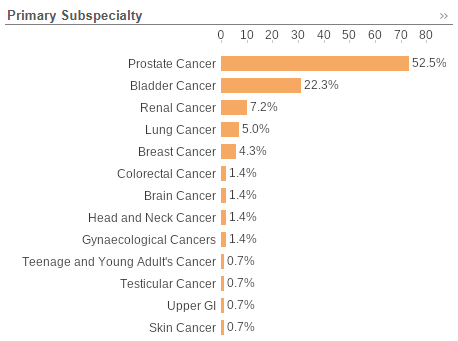 Primary Subspecialty »
0 10 20 30 40 50 60 70 80
Prostate Cancer 52.5%
Bladder Cancer 22.3%
Renal Cancer 7.2%
Lung Cancer 5.0%
Breast Cancer 4.3%
Colorectal Cancer 1.4%
Brain Cancer 1.4%
Head and Neck Cancer 1.4%
Gynaecological Cancers 1.4%
Teenage and Young Adult's Cancer 0.7%
Testicular Cancer 0.7%
Upper GI 0.7%
Skin Cancer 0.7%